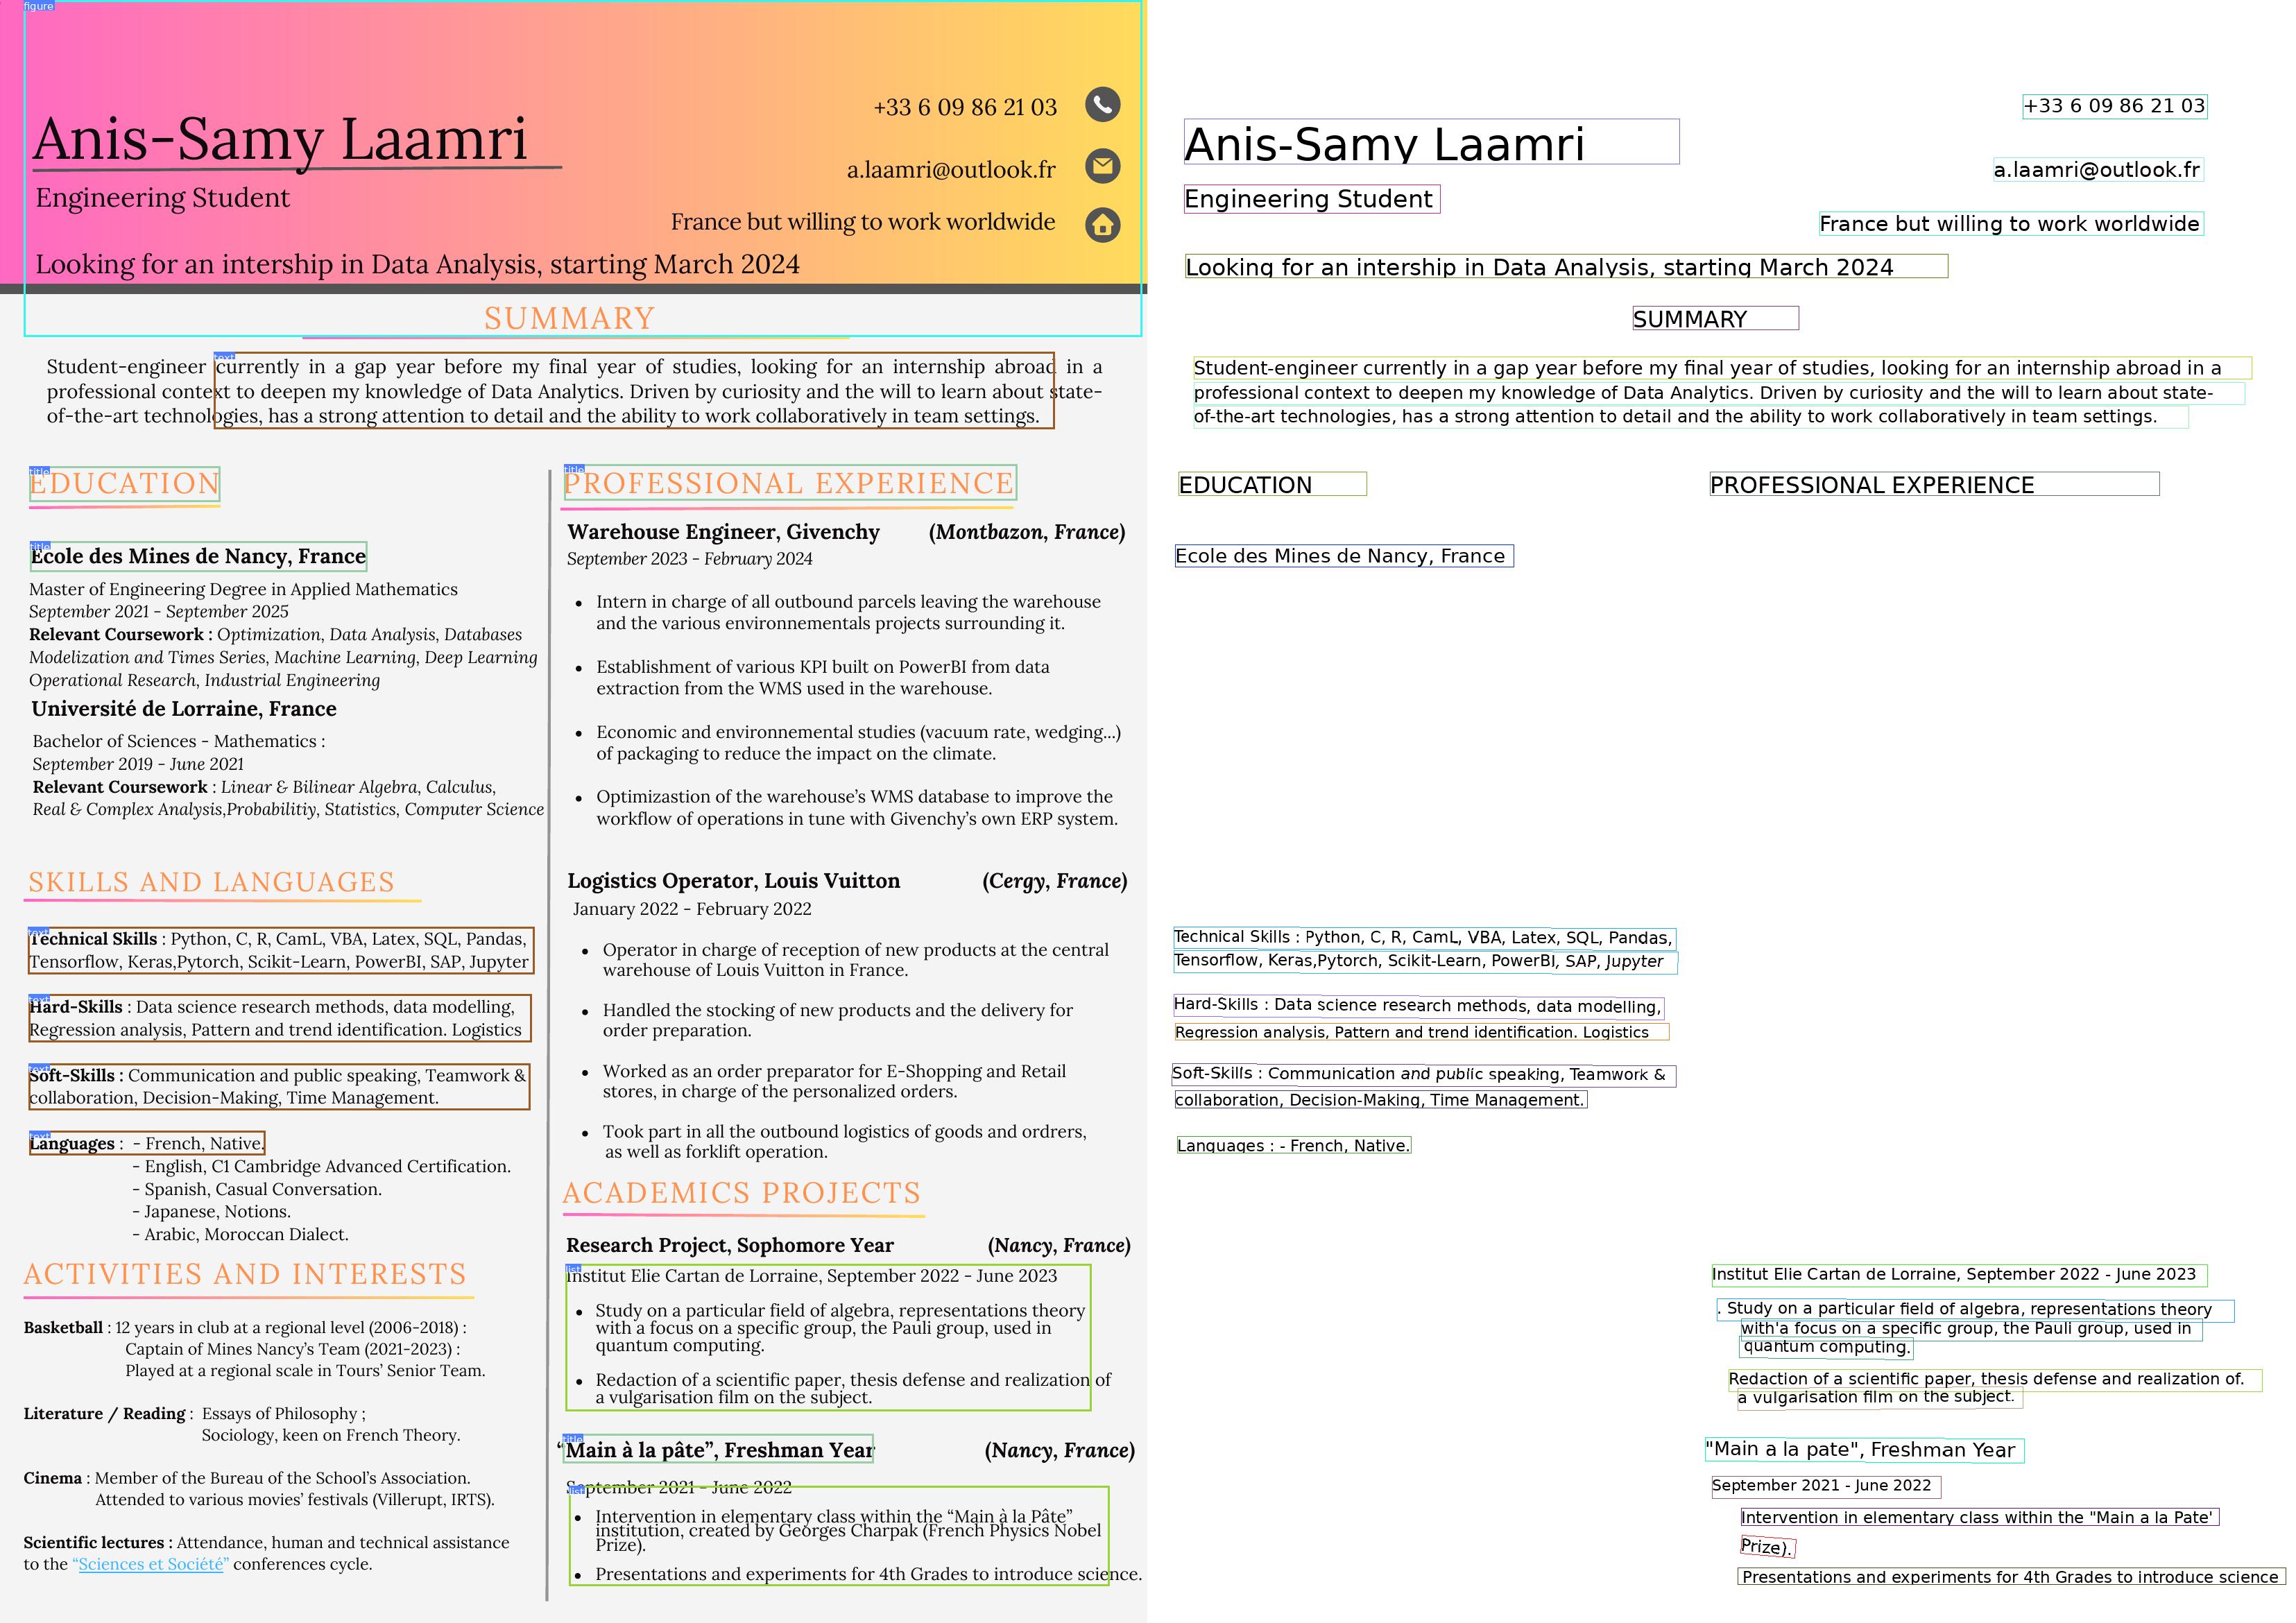 figure
+33 6 09 86 21 03
Anis-Samy Laamri
a.laamri@outlook.fr
Engineering Student
France but willing to work worldwide
Looking for an intership in Data Analysis, starting March 2024
SUMMARY
text
Student-engineer currently in a gap year before my final year of studies, looking for an internship abroad in a
professional context to deepen my knowledge of Data Analytics. Driven by curiosity and the will to learn about state-
of-the-art technologies, has a strong attention to detail and the ability to work collaboratively in team settings.
title
EDUCATION
title
Ecole des Mines de Nancy, France
Master of Engineering Degree in Applied Mathematics
September 2021 - September 2025
Relevant Coursework : Optimization, Data Analysis, Databases
Modelization and Times Series, Machine Learning, Deep Learning
Operational Research, Industrial Engineering
Université de Lorraine, France
Bachelor of Sciences - Mathematics :
September 2019 - June 2021
Relevant Coursework : Linear & Bilinear Algebra, Calculus,
Real & Complex Analysis,Probabilitiy, Statistics, Computer Science
SKILLS AND LANGUAGES
text
Technical Skills : Python, C, R, CamL, VBA, Latex, SQL, Pandas,
Tensorflow, Keras,Pytorch, Scikit-Learn, PowerBI, SAP, Jupyter
text
Hard-Skills : Data science research methods, data modelling,
Regression analysis, Pattern and trend identification. Logistics
text
Soft-Skills : Communication and public speaking, Teamwork &
collaboration, Decision-Making, Time Management.
text
Languages : - French, Native.
- English, C1 Cambridge Advanced Certification.
- Spanish, Casual Conversation.
- Japanese, Notions.
- Arabic, Moroccan Dialect.
ACTIVITIES AND INTERESTS
Basketball : 12 years in club at a regional level (2006-2018) :
Captain of Mines Nancy's Team (2021-2023) :
Played at a regional scale in Tours' Senior Team.
Literature / Reading : Essays of Philosophy ;
Sociology, keen on French Theory.
Cinema : Member of the Bureau of the School's Association.
Attended to various movies' festivals (Villerupt, IRTS).
Scientific lectures : Attendance, human and technical assistance
to the "Sciences et Société" conferences cycle.
title
PROFESSIONAL EXPERIENCE
Warehouse Engineer, Givenchy (Montbazon, France)
September 2023 - February 2024
• Intern in charge of all outbound parcels leaving the warehouse
and the various environnementals projects surrounding it.
• Establishment of various KPI built on PowerBI from data
extraction from the WMS used in the warehouse.
• Economic and environnemental studies (vacuum rate, wedging...)
of packaging to reduce the impact on the climate.
• Optimizastion of the warehouse's WMS database to improve the
workflow of operations in tune with Givenchy's own ERP system.
Logistics Operator, Louis Vuitton (Cergy, France)
January 2022 - February 2022
• Operator in charge of reception of new products at the central
warehouse of Louis Vuitton in France.
• Handled the stocking of new products and the delivery for
order preparation.
• Worked as an order preparator for E-Shopping and Retail
stores, in charge of the personalized orders.
• Took part in all the outbound logistics of goods and ordrers,
as well as forklift operation.
ACADEMICS PROJECTS
Research Project, Sophomore Year (Nancy, France)
list
Institut Elie Cartan de Lorraine, September 2022 - June 2023
• Study on a particular field of algebra, representations theory
with a focus on a specific group, the Pauli group, used in
quantum computing.
• Redaction of a scientific paper, thesis defense and realization of
a vulgarisation film on the subject.
title
"Main à la pâte", Freshman Year (Nancy, France)
September 2021 - June 2022
list
• Intervention in elementary class within the "Main à la Pâte"
institution, created by Georges Charpak (French Physics Nobel
Prize).
• Presentations and experiments for 4th Grades to introduce science.
+33 6 09 86 21 03
Anis-Samy Laamri
a.laamri@outlook.fr
Engineering Student
France but willing to work worldwide
Looking for an intership in Data Analysis, starting March 2024
SUMMARY
Student-engineer currently in a gap year before my final year of studies, looking for an internship abroad in a
professional context to deepen my knowledge of Data Analytics. Driven by curiosity and the will to learn about state-
of-the-art technologies, has a strong attention to detail and the ability to work collaboratively in team settings.
EDUCATION
PROFESSIONAL EXPERIENCE
Ecole des Mines de Nancy, France
Technical Skills : Python, C, R, CamL, VBA, Latex, SQL, Pandas,
Tensorflow, Keras,Pytorch, Scikit-Learn, PowerBI, SAP, Jupyter
Hard-Skills : Data science research methods, data modelling,
Regression analysis, Pattern and trend identification. Logistics
Soft-Skills : Communication and public speaking, Teamwork &
collaboration, Decision-Making, Time Management.
Languages : - French, Native.
Institut Elie Cartan de Lorraine, September 2022 - June 2023
. Study on a particular field of algebra, representations theory
with'a focus on a specific group, the Pauli group, used in
quantum computing.
Redaction of a scientific paper, thesis defense and realization of.
a vulgarisation film on the subject.
"Main a la pate", Freshman Year
September 2021 - June 2022
Intervention in elementary class within the "Main a la Pate'
Prize).
Presentations and experiments for 4th Grades to introduce science